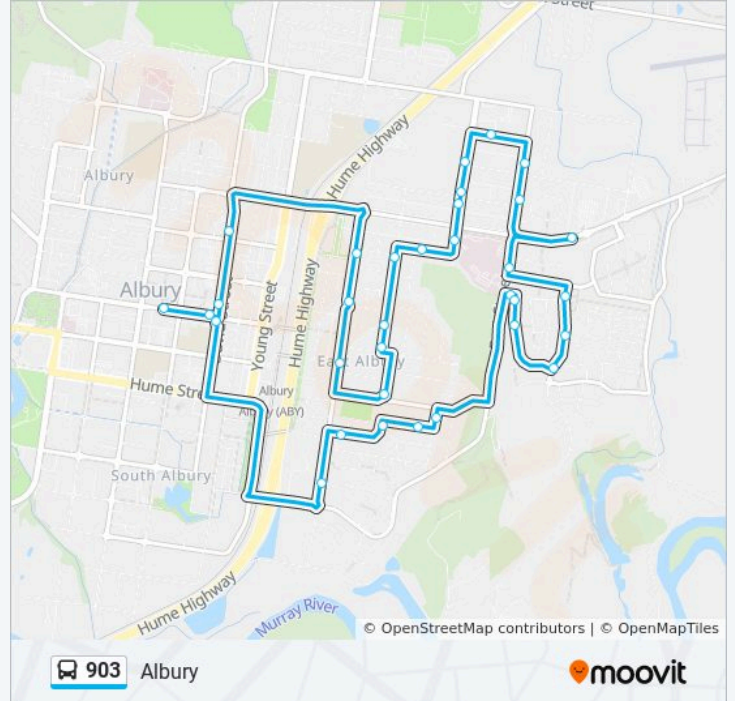 Street
Hume Highway
Albury
Albury
Young Street
Hume Highway
East Albury
Hume Stre
Albury
Albury (ABY)
South Albury
Hume Highway
Murray River
© OpenStreetMap contributors | © OpenMapTiles
903 Albury
moovit